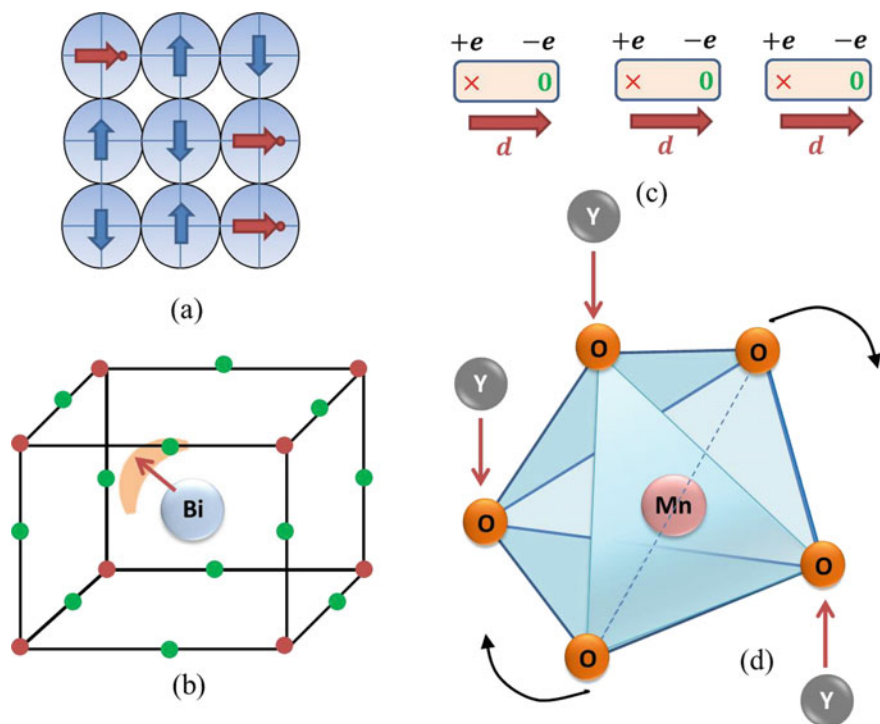 +e −e +e −e +e −e
× 0 × 0 × 0
d d d
(a)
(c)
Y
Y
O O
Bi
Mn
O
O
O
Y
(b)
(d)